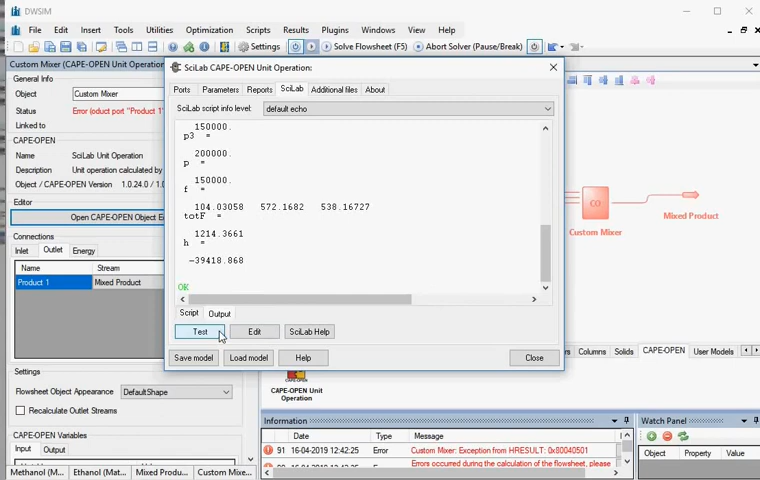 DWSIM
File Edit Insert Tools Utilities Optimization Scripts Results Plugins Windows View Help
Settings Solve Flowsheet (F5) Abort Solver (Pause/Break)
Custom Mixer (CAPE-OPEN Unit Operation)
General Info
Object Custom Mixer
Status Error (oduct port "Product 1"
Linked to
CAPE-OPEN
Name SciLab Unit Operation
Description Unit operation calculated by
Object / CAPE-OPEN Version 1.0.24.0 / 1.0
Editor
Open CAPE-OPEN Object Ed
Connections
Inlet Outlet Energy
Name Stream
Product 1 Mixed Product
Settings
Flowsheet Object Appearance DefaultShape
Recalculate Outlet Streams
CAPE-OPEN Variables
Input Output
Methanol (M... Ethanol (Mat... Mixed Produ... Custom Mixe...
SciLab CAPE-OPEN Unit Operation:
Ports Parameters Reports SciLab Additional files About
SciLab script info level: default echo
150000.
p3 =
200000.
p =
150000.
f =
104.03058 572.1682 538.16727
totF =
1214.3661
h =
-39418.868
OK
Script Output
Test Edit SciLab Help
Save model Load model Help Close
CO
Custom Mixer
Mixed Product
rs Columns Solids CAPE-OPEN User Models
CAPE-OPEN Unit
Operation
Information
Date Type Message
91 16-04-2019 12:42:25 Error Custom Mixer: Exception from HRESULT: 0x80040501
Errors occurred during the calculation of the flowsheet, please
Watch Panel
Object Property Value